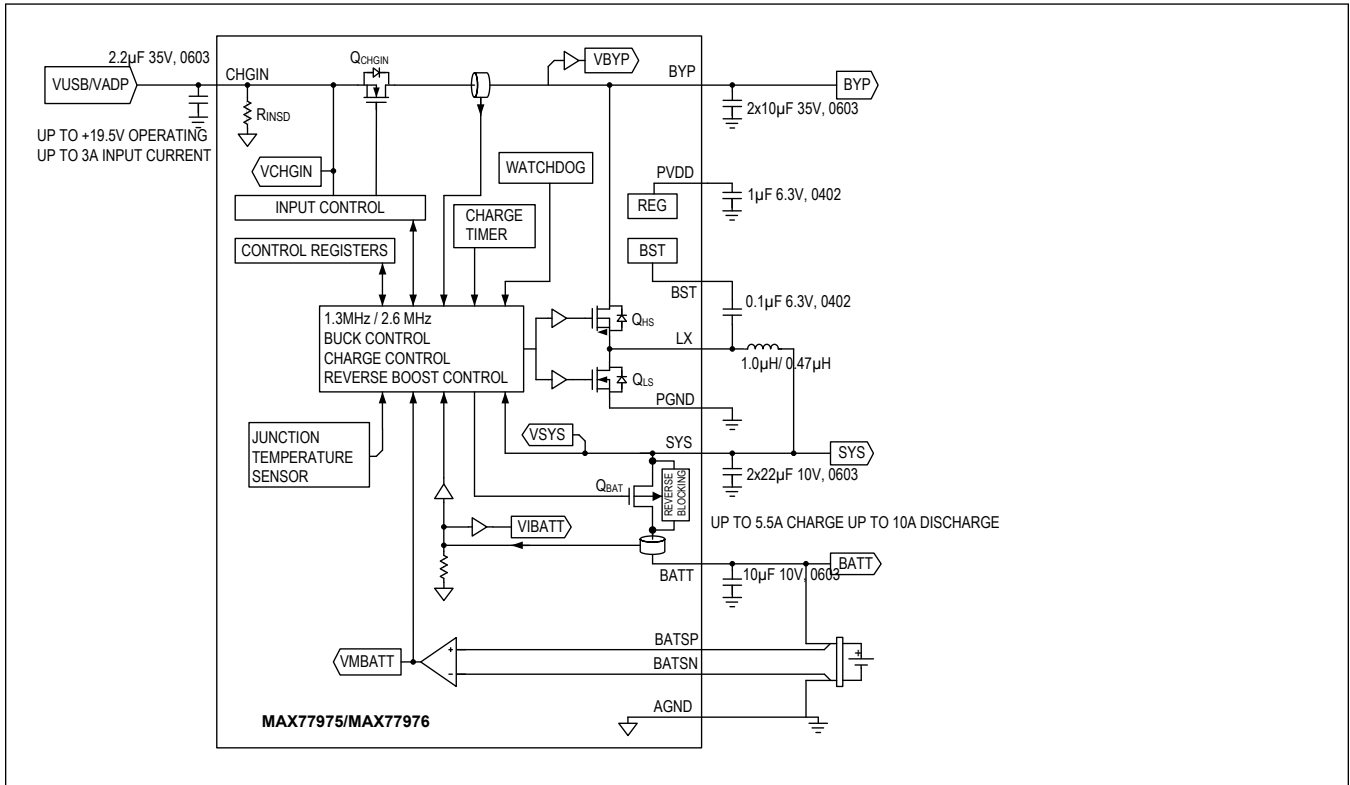 2.2µF 35V, 0603
VUSB/VADP
UP TO +19.5V OPERATING
UP TO 3A INPUT CURRENT
CHGIN
QCHGIN
RINSD
VBYP
BYP
BYP
2x10µF 35V, 0603
VCHGIN
INPUT CONTROL
CONTROL REGISTERS
WATCHDOG
CHARGE
TIMER
PVDD
REG
1µF 6.3V, 0402
BST
BST
0.1µF 6.3V, 0402
1.3MHz / 2.6 MHz
BUCK CONTROL
CHARGE CONTROL
REVERSE BOOST CONTROL
QHS
LX
1.0µH/ 0.47µH
QLS
PGND
JUNCTION
TEMPERATURE
SENSOR
VSYS
SYS
SYS
2x22µF 10V, 0603
QBAT
REVERSE
BLOCKING
UP TO 5.5A CHARGE UP TO 10A DISCHARGE
VIBATT
BATT
BATT
10µF 10V, 0603
BATSP
BATSN
+
-
+
VMBATT
AGND
MAX77975/MAX77976